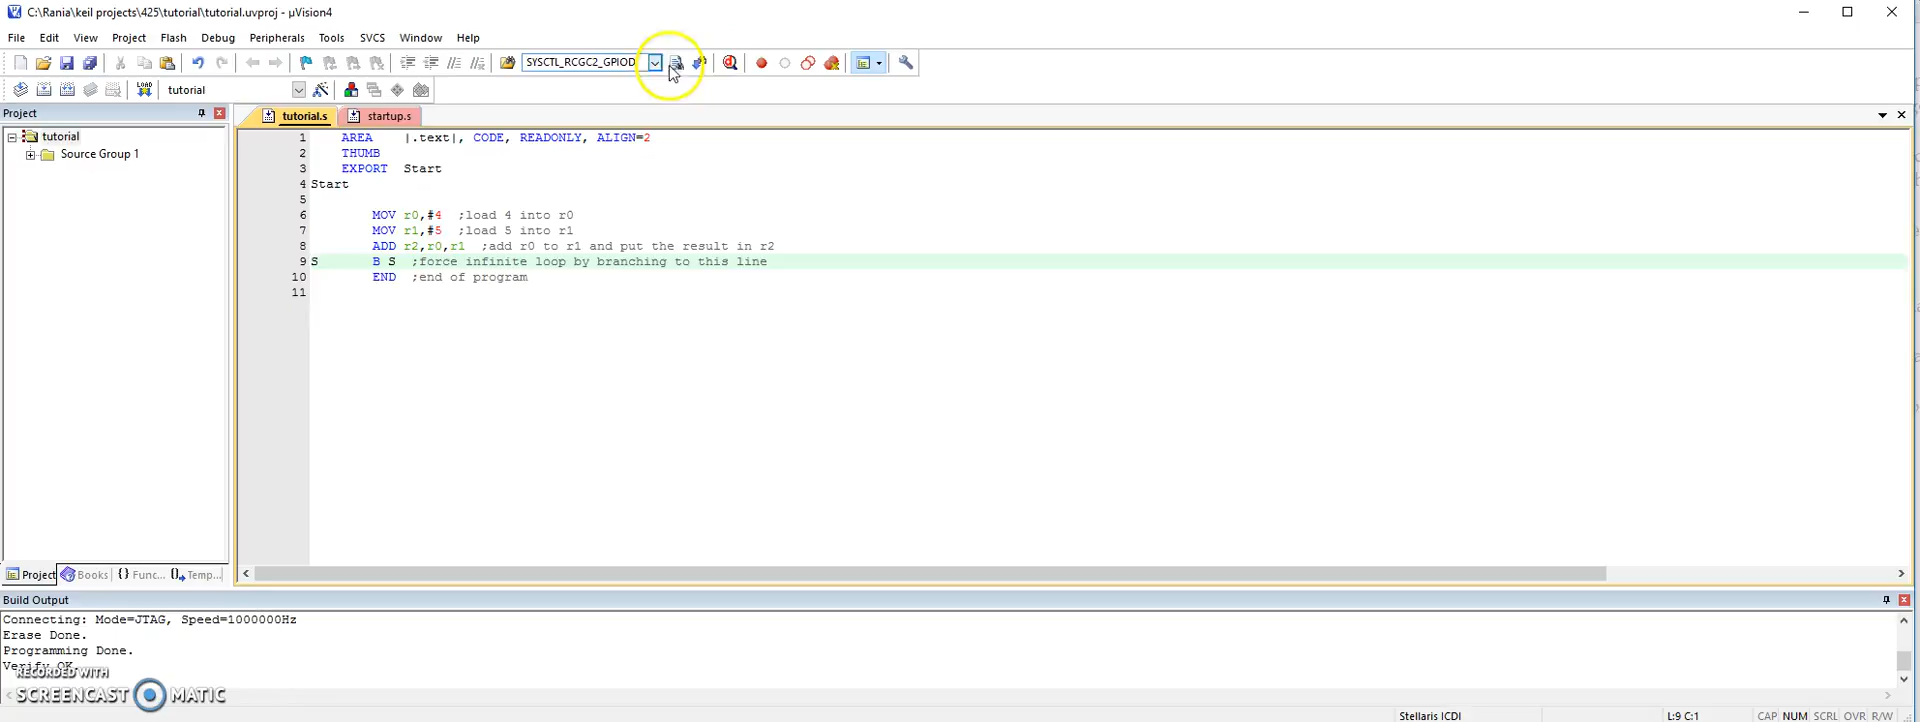 C:\Rania\keil projects\425\tutorial\tutorial.uvproj - µVision4
File Edit View Project Flash Debug Peripherals Tools SVCS Window Help
SYSCTL_RCGC2_GPIOD
LOAD tutorial
Project
tutorial.s startup.s
tutorial
Source Group 1
1 AREA |.text|, CODE, READONLY, ALIGN=2
2 THUMB
3 EXPORT Start
4 Start
5
6 MOV r0,#4 ;load 4 into r0
7 MOV r1,#5 ;load 5 into r1
8 ADD r2,r0,r1 ;add r0 to r1 and put the result in r2
9 S B S ;force infinite loop by branching to this line
10 END ;end of program
11
Project Books {} Func... Temp...
Build Output
Connecting: Mode=JTAG, Speed=1000000Hz
Erase Done.
Programming Done.
Verify OK.
RECORDED WITH
SCREENCAST MATIC
Stellaris ICDI L:9 C:1 CAP NUM SCRL OVR R/W